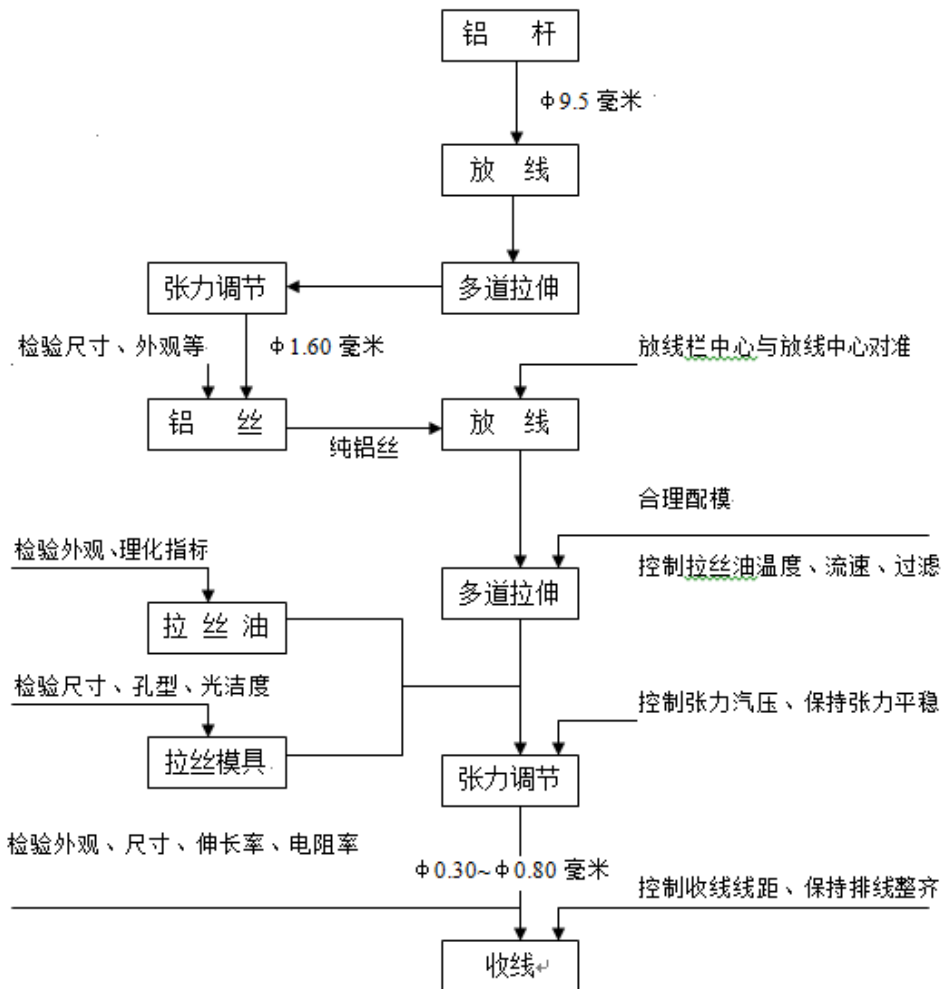 铝 杆
φ9.5 毫米
放 线
张力调节
多道拉伸
检验尺寸、外观等
φ1.60 毫米
放线栏中心与放线中心对准
铝 丝
纯铝丝
放 线
合理配模
检验外观、理化指标
控制拉丝油温度、流速、过滤
多道拉伸
拉 丝 油
检验尺寸、孔型、光洁度
控制张力汽压、保持张力平稳
拉丝模具
张力调节
检验外观、尺寸、伸长率、电阻率
φ0.30~φ0.80 毫米
控制收线线距、保持排线整齐
收线↵